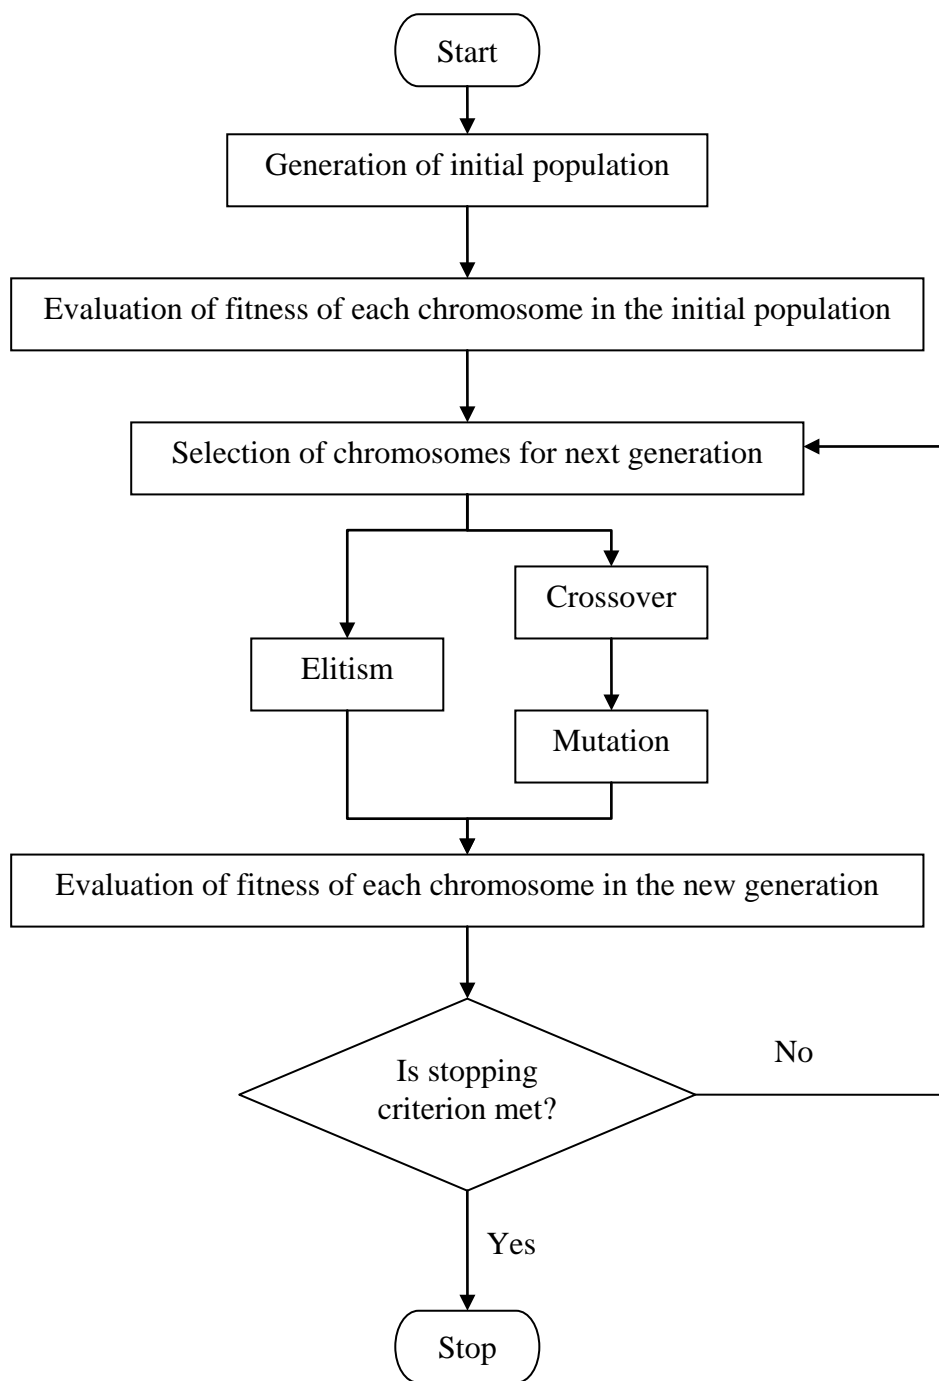 Start
Generation of initial population
Evaluation of fitness of each chromosome in the initial population
Selection of chromosomes for next generation
Crossover
Elitism
Mutation
Evaluation of fitness of each chromosome in the new generation
Is stopping
criterion met?
No
Yes
Stop